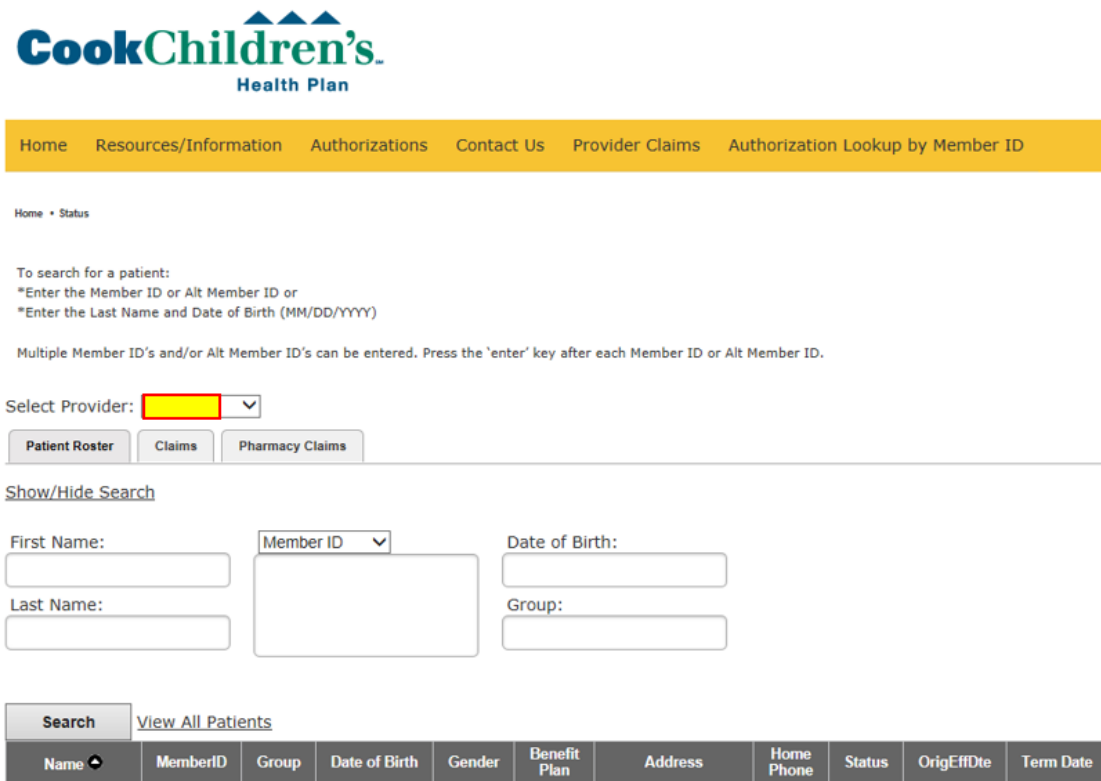 CookChildren's.
Health Plan
Home Resources/Information Authorizations Contact Us Provider Claims Authorization Lookup by Member ID
Home • Status
To search for a patient:
*Enter the Member ID or Alt Member ID or
*Enter the Last Name and Date of Birth (MM/DD/YYYY)
Multiple Member ID's and/or Alt Member ID's can be entered. Press the 'enter' key after each Member ID or Alt Member ID.
Select Provider:
Patient Roster Claims Pharmacy Claims
Show/Hide Search
First Name: Member ID Date of Birth:
Last Name: Group:
Search View All Patients
Name MemberID Group Date of Birth Gender Benefit Plan Address Home Phone Status OrigEffDte Term Date